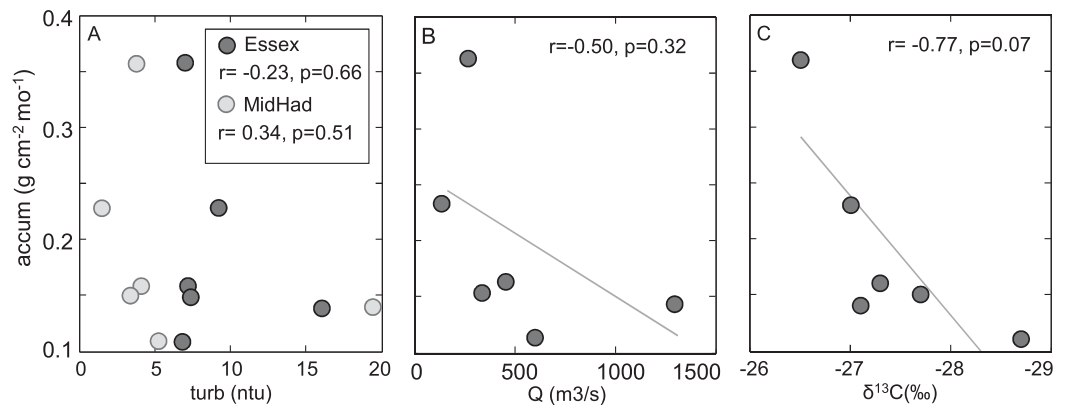 0.4
0.3
0.2
0.1
accum (g cm-2 mo-1)
A
Essex
r= -0.23, p=0.66
MidHad
r= 0.34, p=0.51
0 5 10 15 20
turb (ntu)
B
r=-0.50, p=0.32
0 500 1000 1500
Q (m3/s)
C
r= -0.77, p=0.07
-26 -27 -28 -29
δ13C(‰)